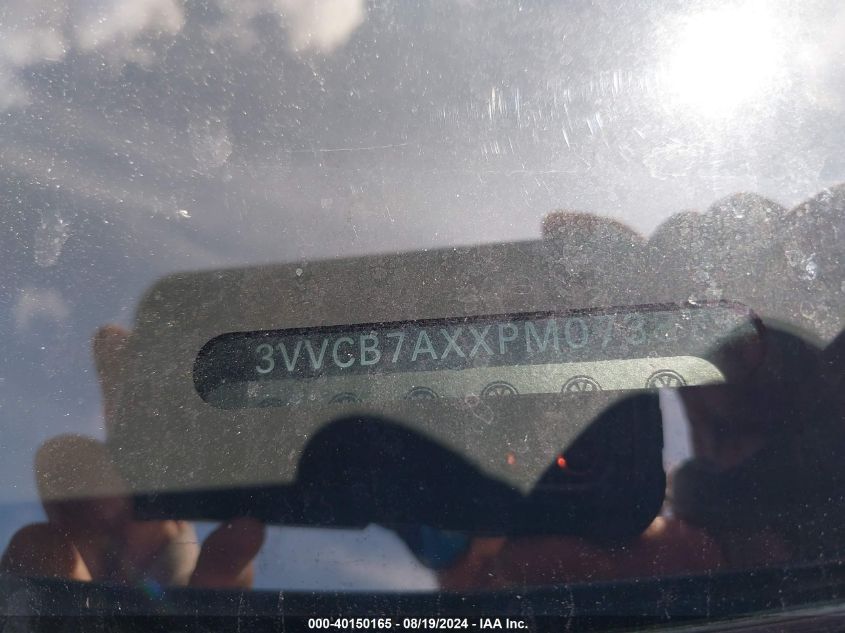 3VVCB7AXXPM073
000-40150165 - 08/19/2024 - IAA Inc.